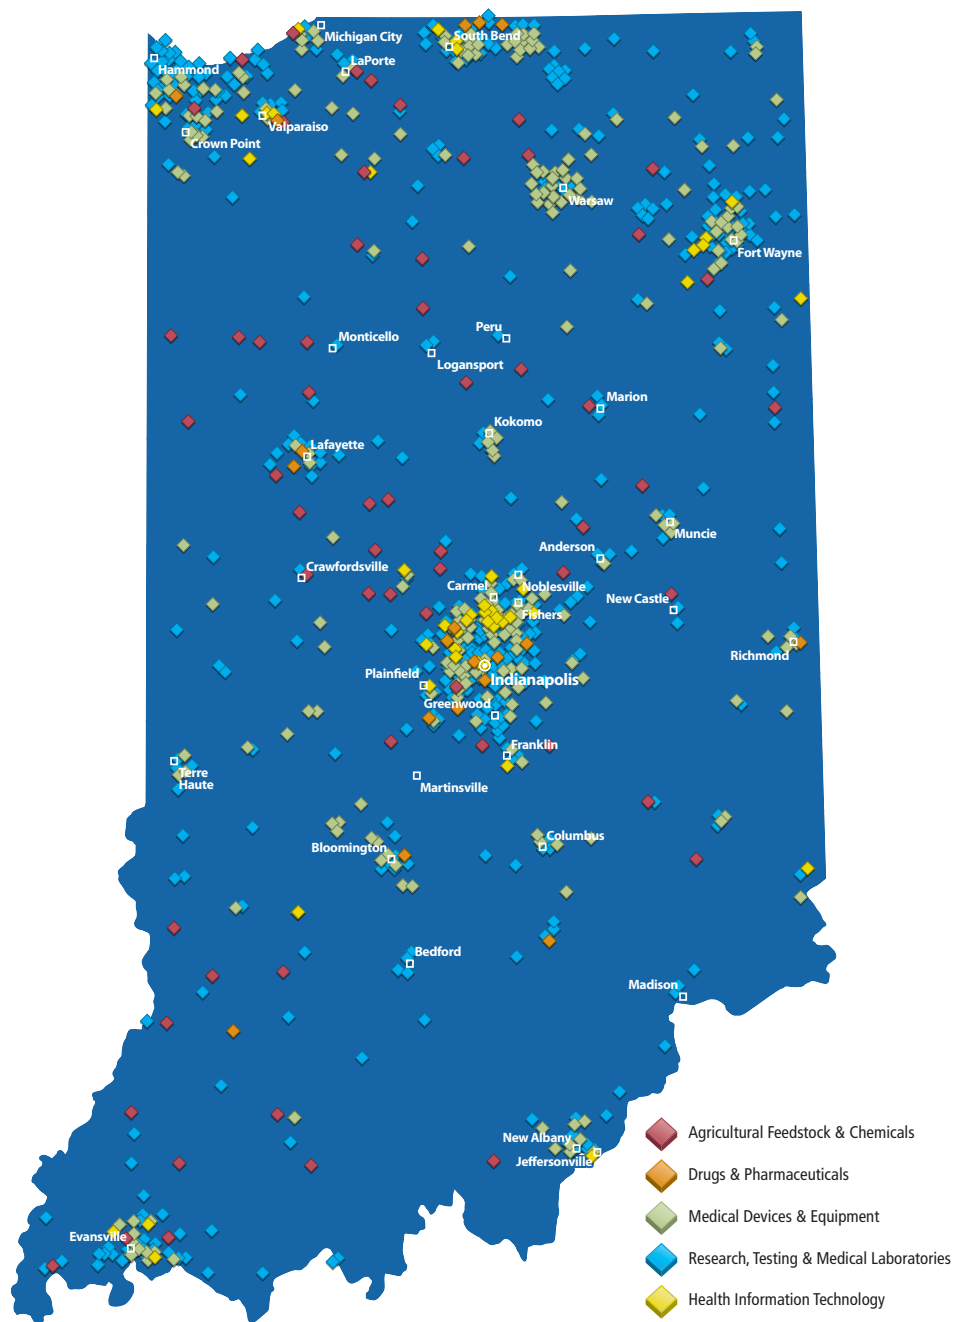 Michigan City
South Bend
LaPorte
Hammond
Valparaiso
Crown Point
Warsaw
Fort Wayne
Peru
Monticello
Logansport
Marion
Kokomo
Lafayette
Muncie
Anderson
Crawfordsville
Carmel
Noblesville
New Castle
Fishers
Richmond
Plainfield
Indianapolis
Greenwood
Franklin
Terre
Haute
Martinsville
Columbus
Bloomington
Bedford
Madison
New Albany
Jeffersonville
Evansville
Agricultural Feedstock & Chemicals
Drugs & Pharmaceuticals
Medical Devices & Equipment
Research, Testing & Medical Laboratories
Health Information Technology